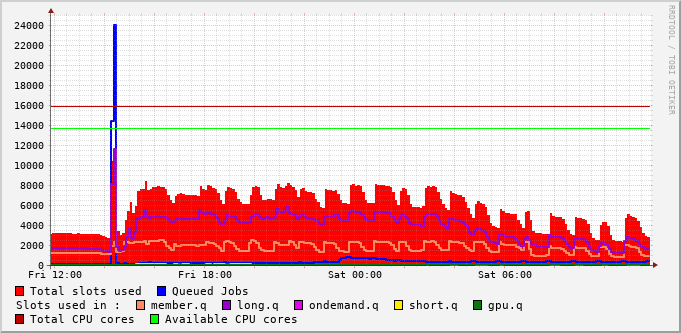 24000
22000
20000
18000
16000
14000
12000
10000
8000
6000
4000
2000
0
Fri 12:00 Fri 18:00 Sat 00:00 Sat 06:00
Total slots used Queued Jobs
Slots used in : member.q long.q ondemand.q short.q gpu.q
Total CPU cores Available CPU cores
RRDTOOL / TOBI OETIKER